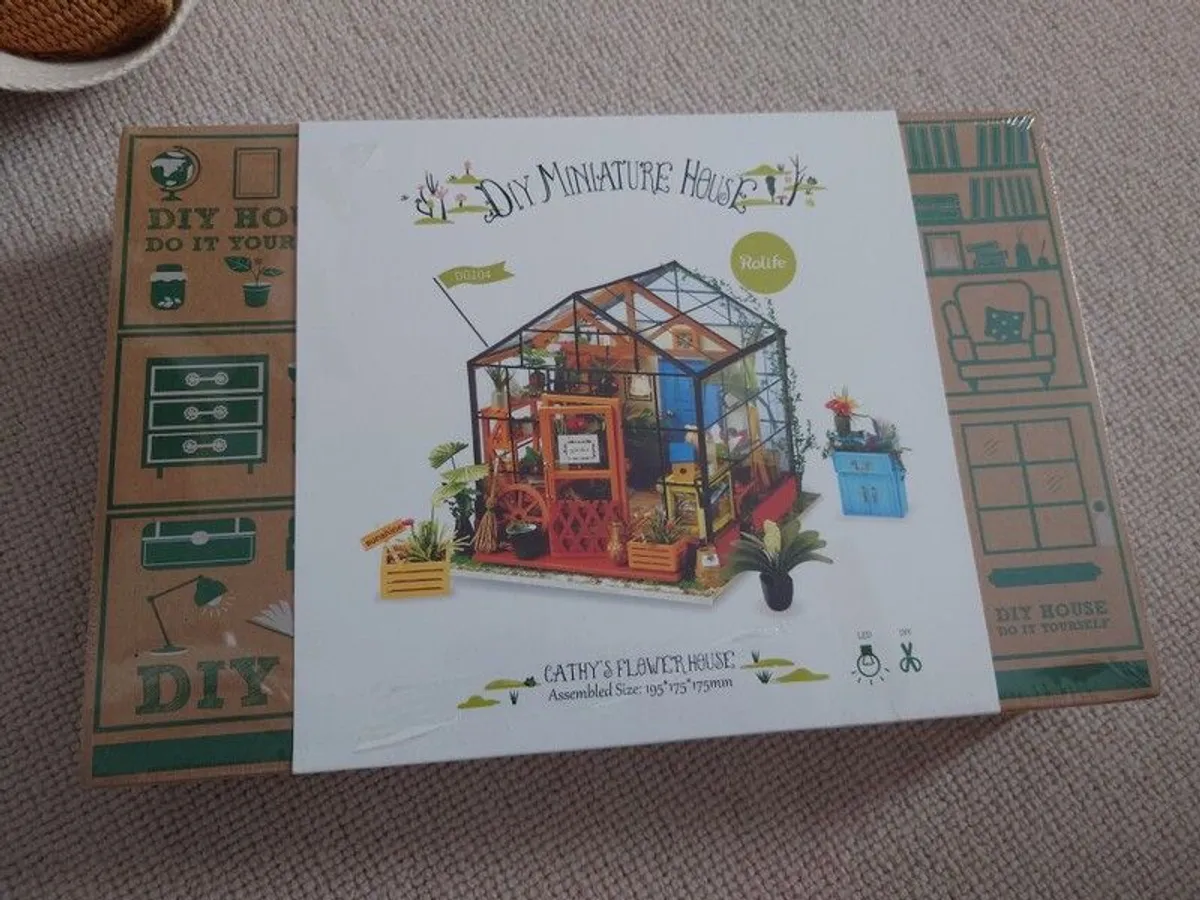 DIY MINIATURE HOUSE
Rolife
DG104
DIY HOU
DO IT YOUR
CATHY'S FLOWER HOUSE
Assembled Size: 195*175*175mm
LED
DIY
DIY HOUSE
DO IT YOURSELF
DIY